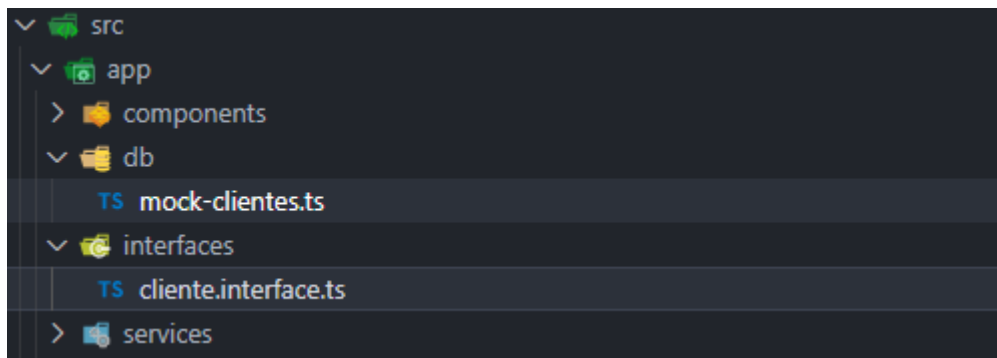 src
app
components
db
TS mock-clientes.ts
interfaces
TS cliente.interface.ts
services